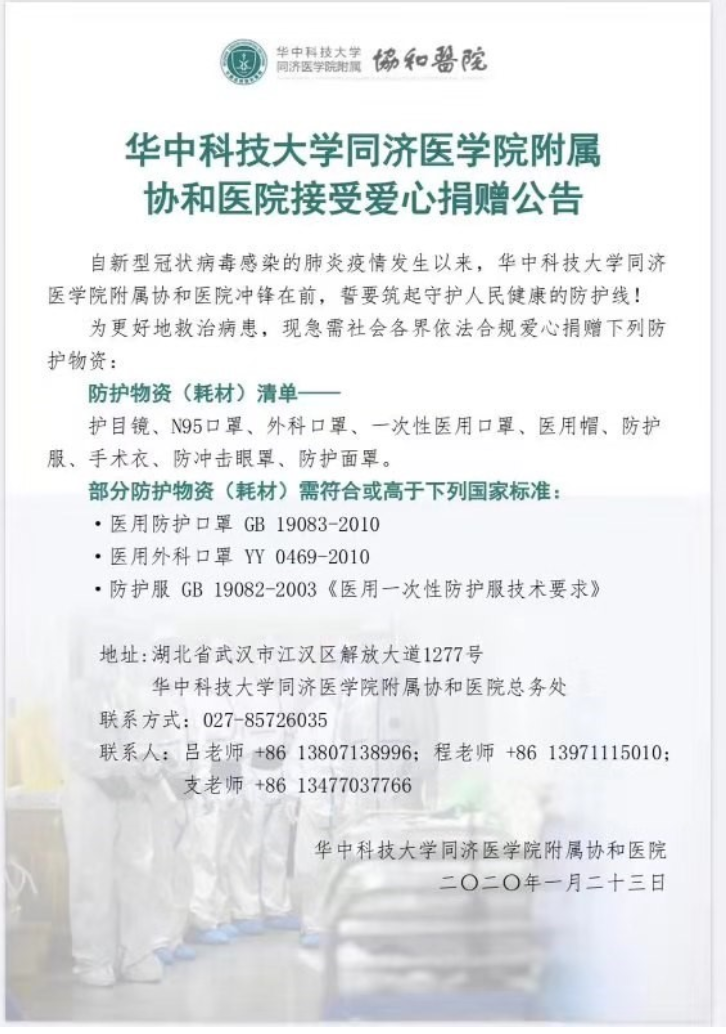 华中科技大学
同济医学院附属
協和醫院
华中科技大学同济医学院附属
协和医院接受爱心捐赠公告
自新型冠状病毒感染的肺炎疫情发生以来，华中科技大学同济
医学院附属协和医院冲锋在前，誓要筑起守护人民健康的防护线！
为更好地救治病患，现急需社会各界依法合规爱心捐赠下列防
护物资：
防护物资（耗材）清单——
护目镜、N95口罩、外科口罩、一次性医用口罩、医用帽、防护
服、手术衣、防冲击眼罩、防护面罩。
部分防护物资（耗材）需符合或高于下列国家标准：
·医用防护口罩 GB 19083-2010
·医用外科口罩 YY 0469-2010
·防护服 GB 19082-2003《医用一次性防护服技术要求》
地址:湖北省武汉市江汉区解放大道1277号
华中科技大学同济医学院附属协和医院总务处
联系方式：027-85726035
联系人：吕老师 +86 13807138996；程老师 +86 13971115010；
支老师 +86 13477037766
华中科技大学同济医学院附属协和医院
二〇二〇年一月二十三日